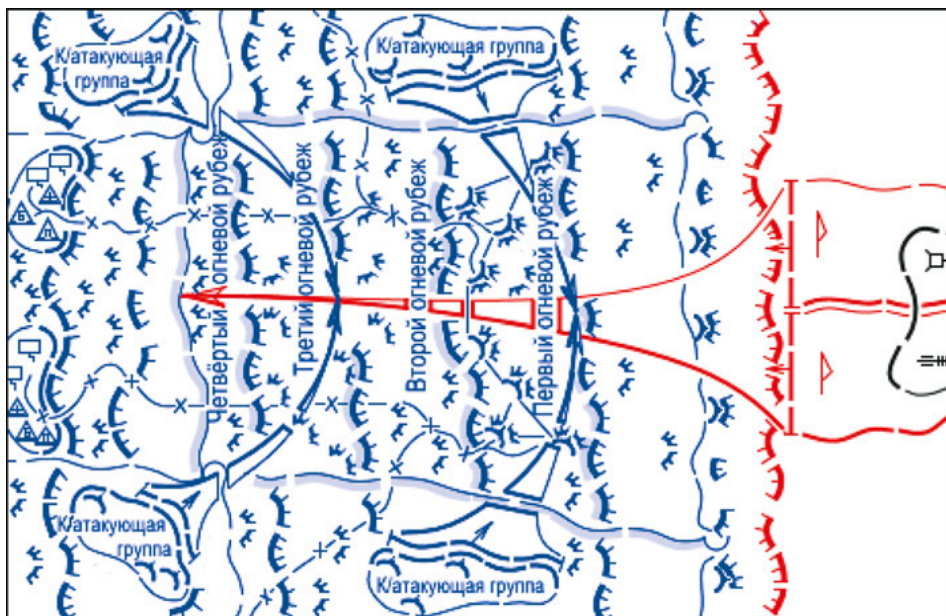 К/атакующая
группа
К/атакующая группа
Четвёртый огневой рубеж
Третий огневой рубеж
Второй огневой рубеж
Первый огневой рубеж
К/атакующая
группа
К/атакующая группа